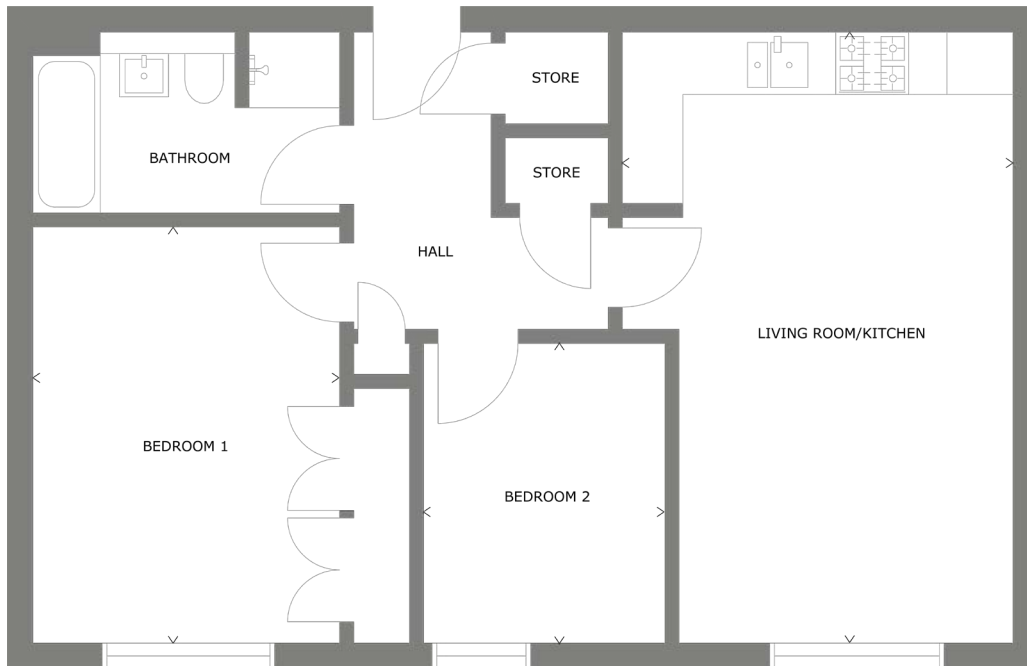 STORE
BATHROOM
STORE
HALL
LIVING ROOM/KITCHEN
BEDROOM 1
BEDROOM 2